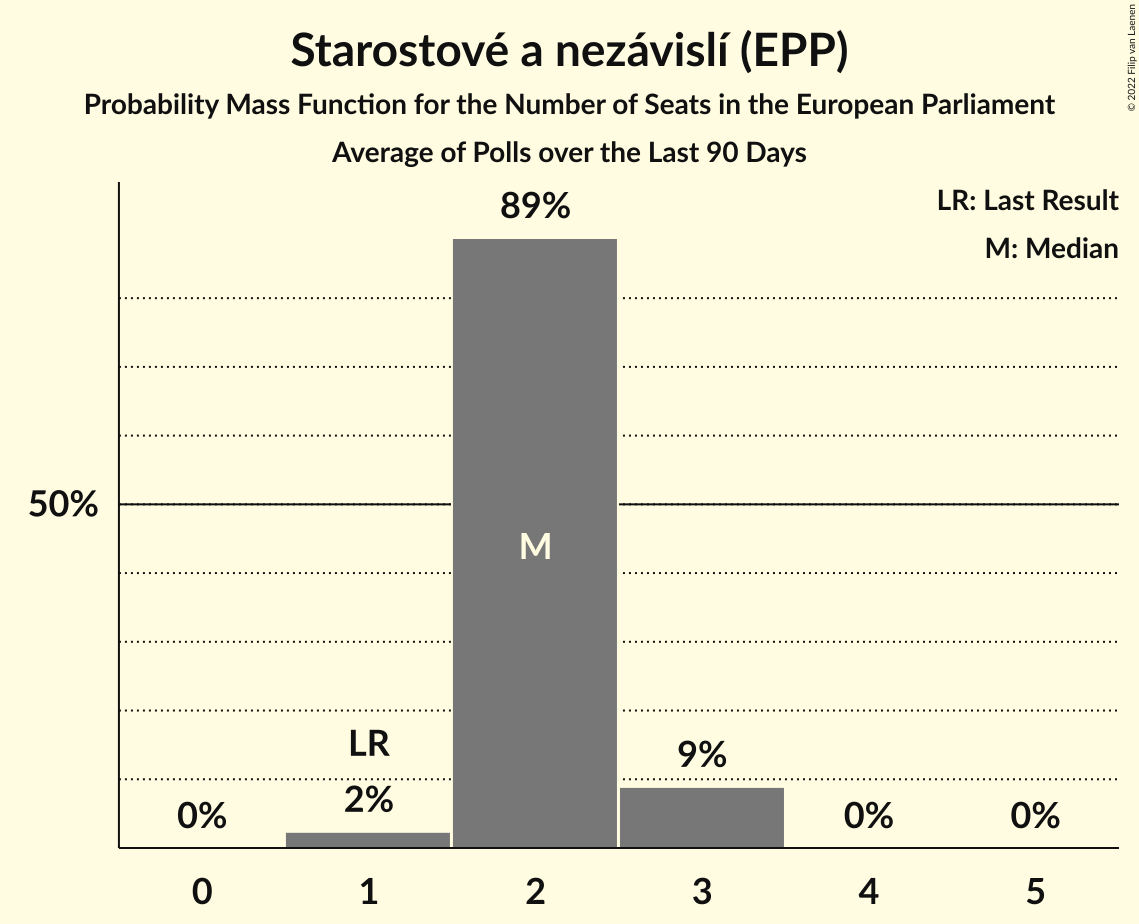 Starostové a nezávislí (EPP)
Probability Mass Function for the Number of Seats in the European Parliament
Average of Polls over the Last 90 Days
© 2022 Filip van Laenen
LR: Last Result
M: Median
89%
50%
M
LR
9%
2%
0%
0%
0%
0
1
2
3
4
5